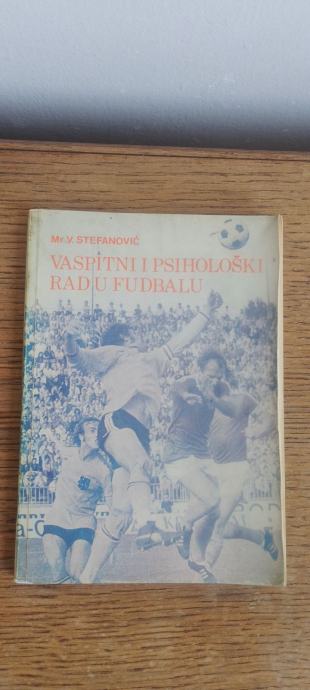 Mr V. STEFANOVIĆ
VASPITNI I PSIHOLOŠKI
RAD U FUDBALU